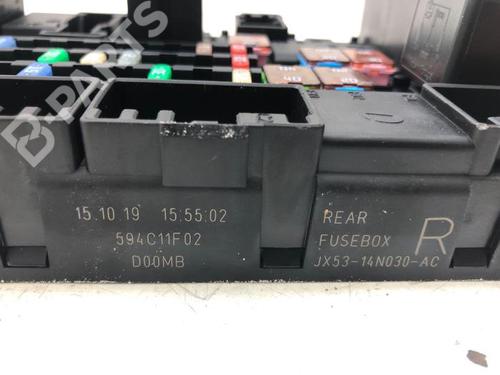 B-PARTS
15.10.19 15:55:02
594C11F02
D00MB
REAR
FUSEBOX
R
JX53-14N030-AC